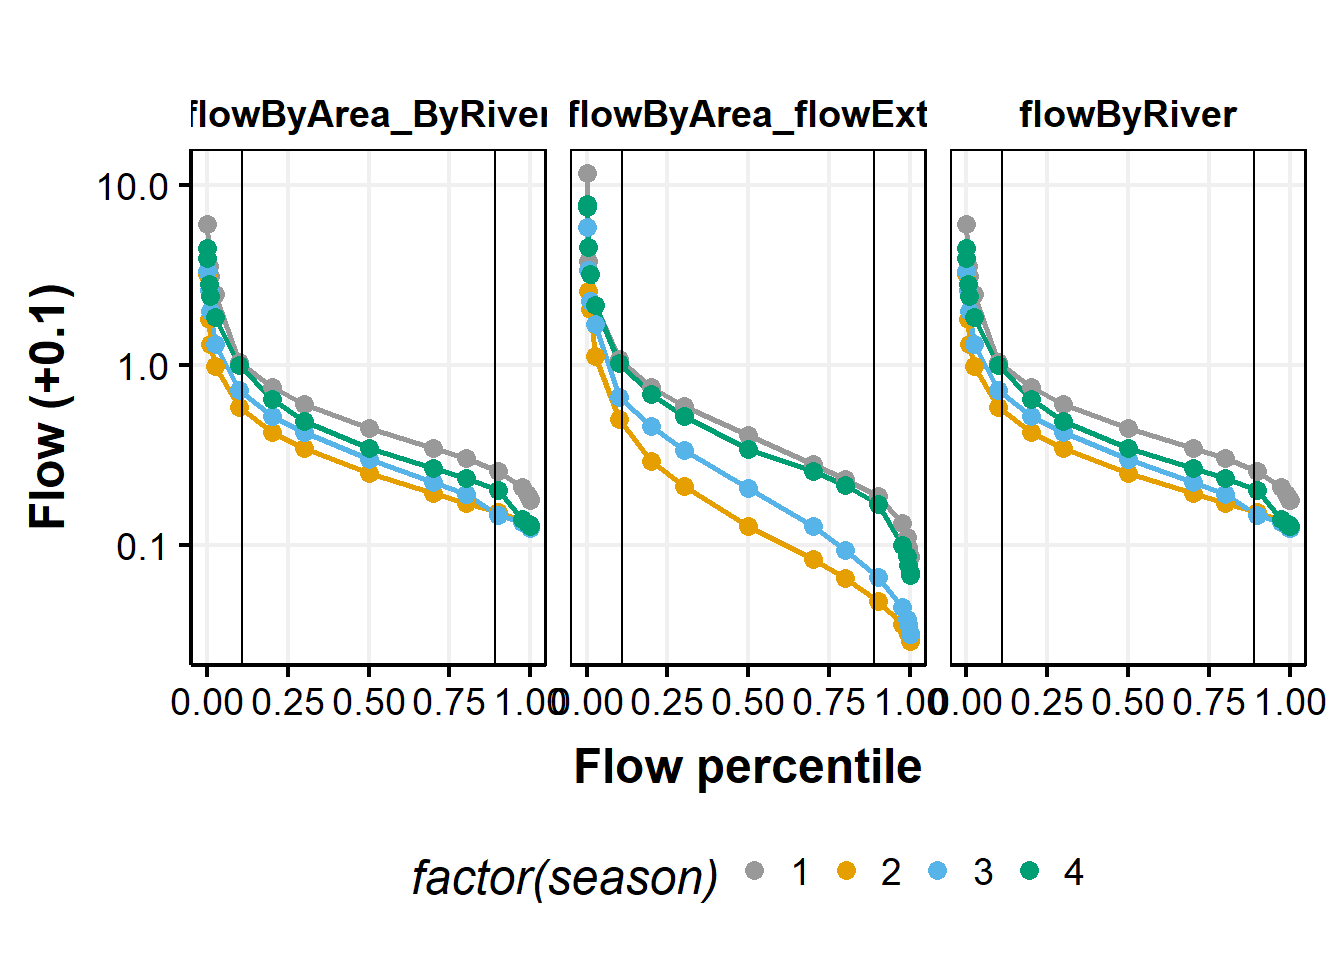 flowByArea_ByRiver flowByArea_flowExt flowByRiver
10.0
1.0
0.1
Flow (+0.1)
0.00 0.25 0.50 0.75 1.00 0.00 0.25 0.50 0.75 1.00 0.00 0.25 0.50 0.75 1.00
Flow percentile
factor(season) 1 2 3 4